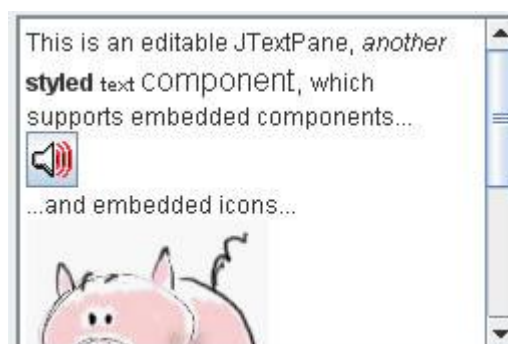 This is an editable JTextPane, another
styled text component, which
supports embedded components...
...and embedded icons...